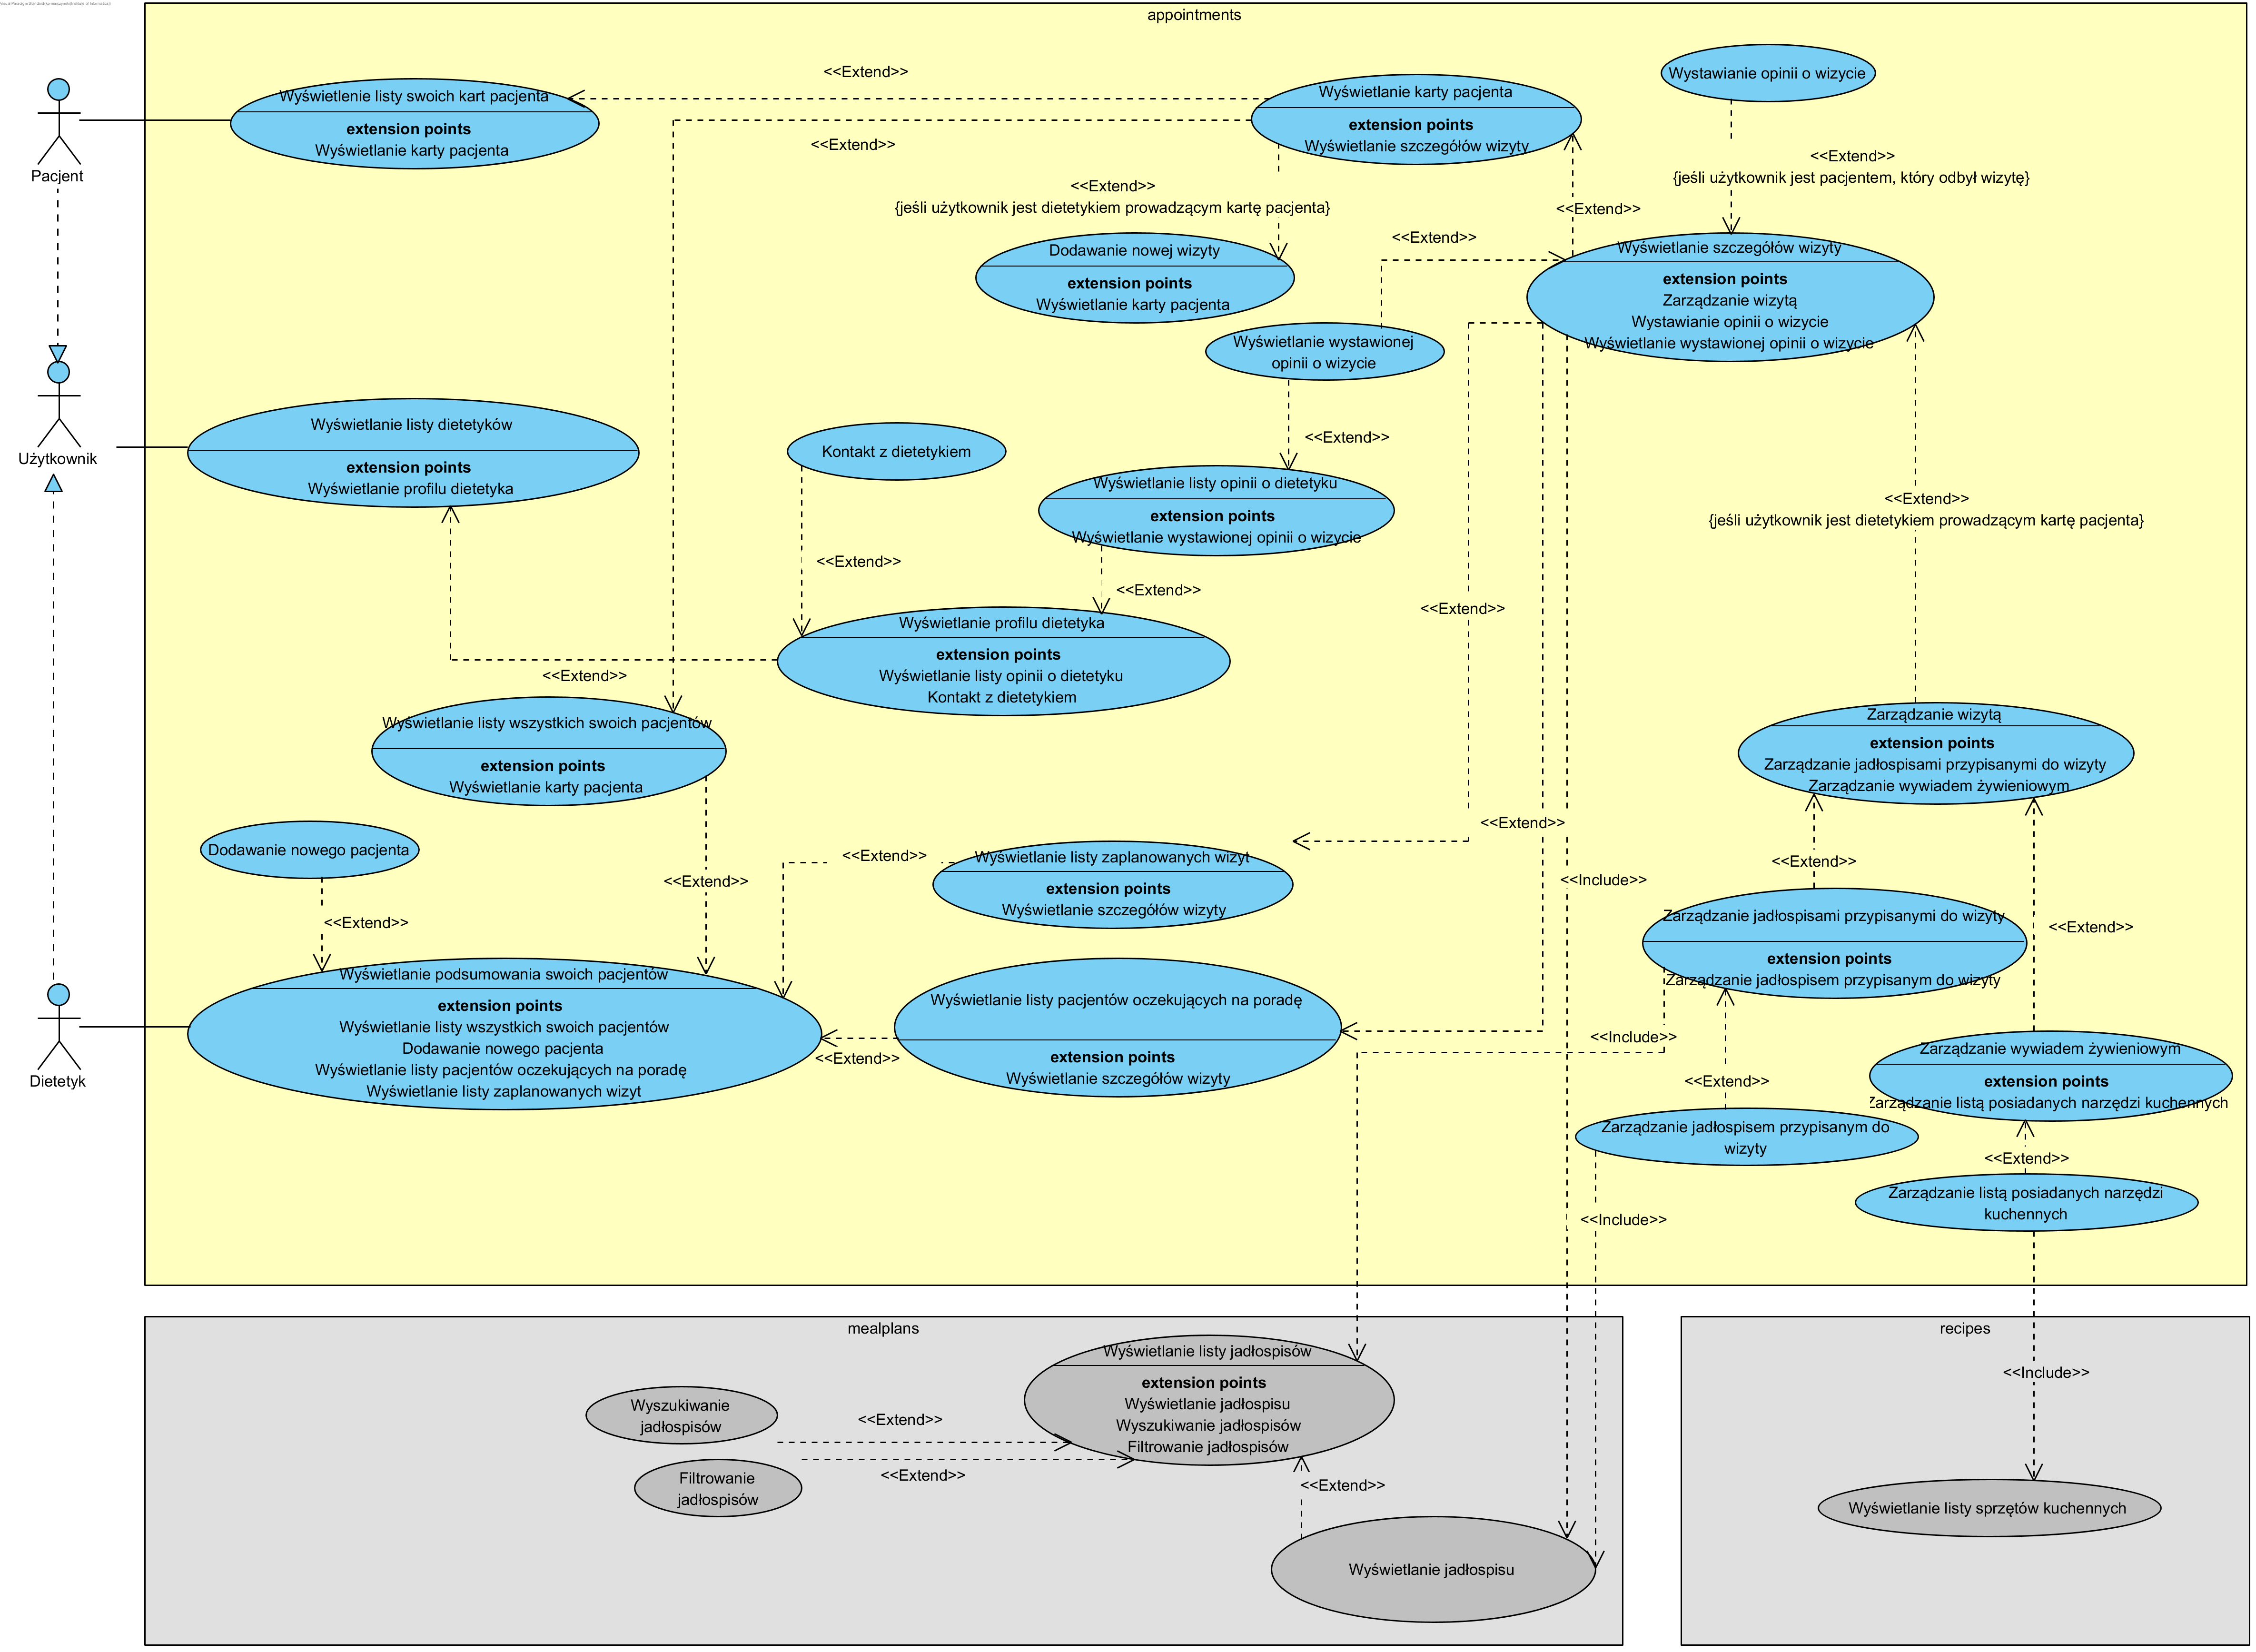 appointments
<<Extend>>
Wystawianie opinii o wizycie
Wyświetlenie listy swoich kart pacjenta
extension points
Wyświetlanie karty pacjenta
Wyświetlanie karty pacjenta
extension points
Wyświetlanie szczegółów wizyty
<<Extend>>
Pacjent
<<Extend>>
{jeśli użytkownik jest pacjentem, który odbył wizytę}
<<Extend>>
{jeśli użytkownik jest dietetykiem prowadzącym kartę pacjenta}
<<Extend>>
<<Extend>>
Dodawanie nowej wizyty
extension points
Wyświetlanie karty pacjenta
Wyświetlanie szczegółów wizyty
extension points
Zarządzanie wizytą
Wystawianie opinii o wizycie
Wyświetlanie wystawionej opinii o wizycie
Wyświetlanie wystawionej
opinii o wizycie
Użytkownik
Wyświetlanie listy dietetyków
extension points
Wyświetlanie profilu dietetyka
Kontakt z dietetykiem
<<Extend>>
Wyświetlanie listy opinii o dietetyku
extension points
Wyświetlanie wystawionej opinii o wizycie
<<Extend>>
{jeśli użytkownik jest dietetykiem prowadzącym kartę pacjenta}
<<Extend>>
<<Extend>>
<<Extend>>
Wyświetlanie profilu dietetyka
extension points
Wyświetlanie listy opinii o dietetyku
Kontakt z dietetykiem
<<Extend>>
Wyświetlanie listy wszystkich swoich pacjentów
extension points
Wyświetlanie karty pacjenta
Zarządzanie wizytą
extension points
Zarządzanie jadłospisami przypisanymi do wizyty
Zarządzanie wywiadem żywieniowym
<<Extend>>
Dodawanie nowego pacjenta
<<Extend>>
Wyświetlanie listy zaplanowanych wizyt
extension points
Wyświetlanie szczegółów wizyty
<<Extend>>
<<Extend>>
<<Include>>
<<Extend>>
<<Extend>>
Zarządzanie jadłospisami przypisanymi do wizyty
extension points
Zarządzanie jadłospisem przypisanym do wizyty
Dietetyk
Wyświetlanie podsumowania swoich pacjentów
extension points
Wyświetlanie listy wszystkich swoich pacjentów
Dodawanie nowego pacjenta
Wyświetlanie listy pacjentów oczekujących na poradę
Wyświetlanie listy zaplanowanych wizyt
<<Extend>>
Wyświetlanie listy pacjentów oczekujących na poradę
extension points
Wyświetlanie szczegółów wizyty
<<Include>>
<<Extend>>
Zarządzanie wywiadem żywieniowym
extension points
Zarządzanie listą posiadanych narzędzi kuchennych
Zarządzanie jadłospisem przypisanym do
wizyty
<<Extend>>
Zarządzanie listą posiadanych narzędzi
kuchennych
<<Include>>
mealplans
Wyświetlanie listy jadłospisów
extension points
Wyświetlanie jadłospisu
Wyszukiwanie jadłospisów
Filtrowanie jadłospisów
Wyszukiwanie
jadłospisów
<<Extend>>
Filtrowanie
jadłospisów
<<Extend>>
<<Extend>>
Wyświetlanie jadłospisu
recipes
<<Include>>
Wyświetlanie listy sprzętów kuchennych